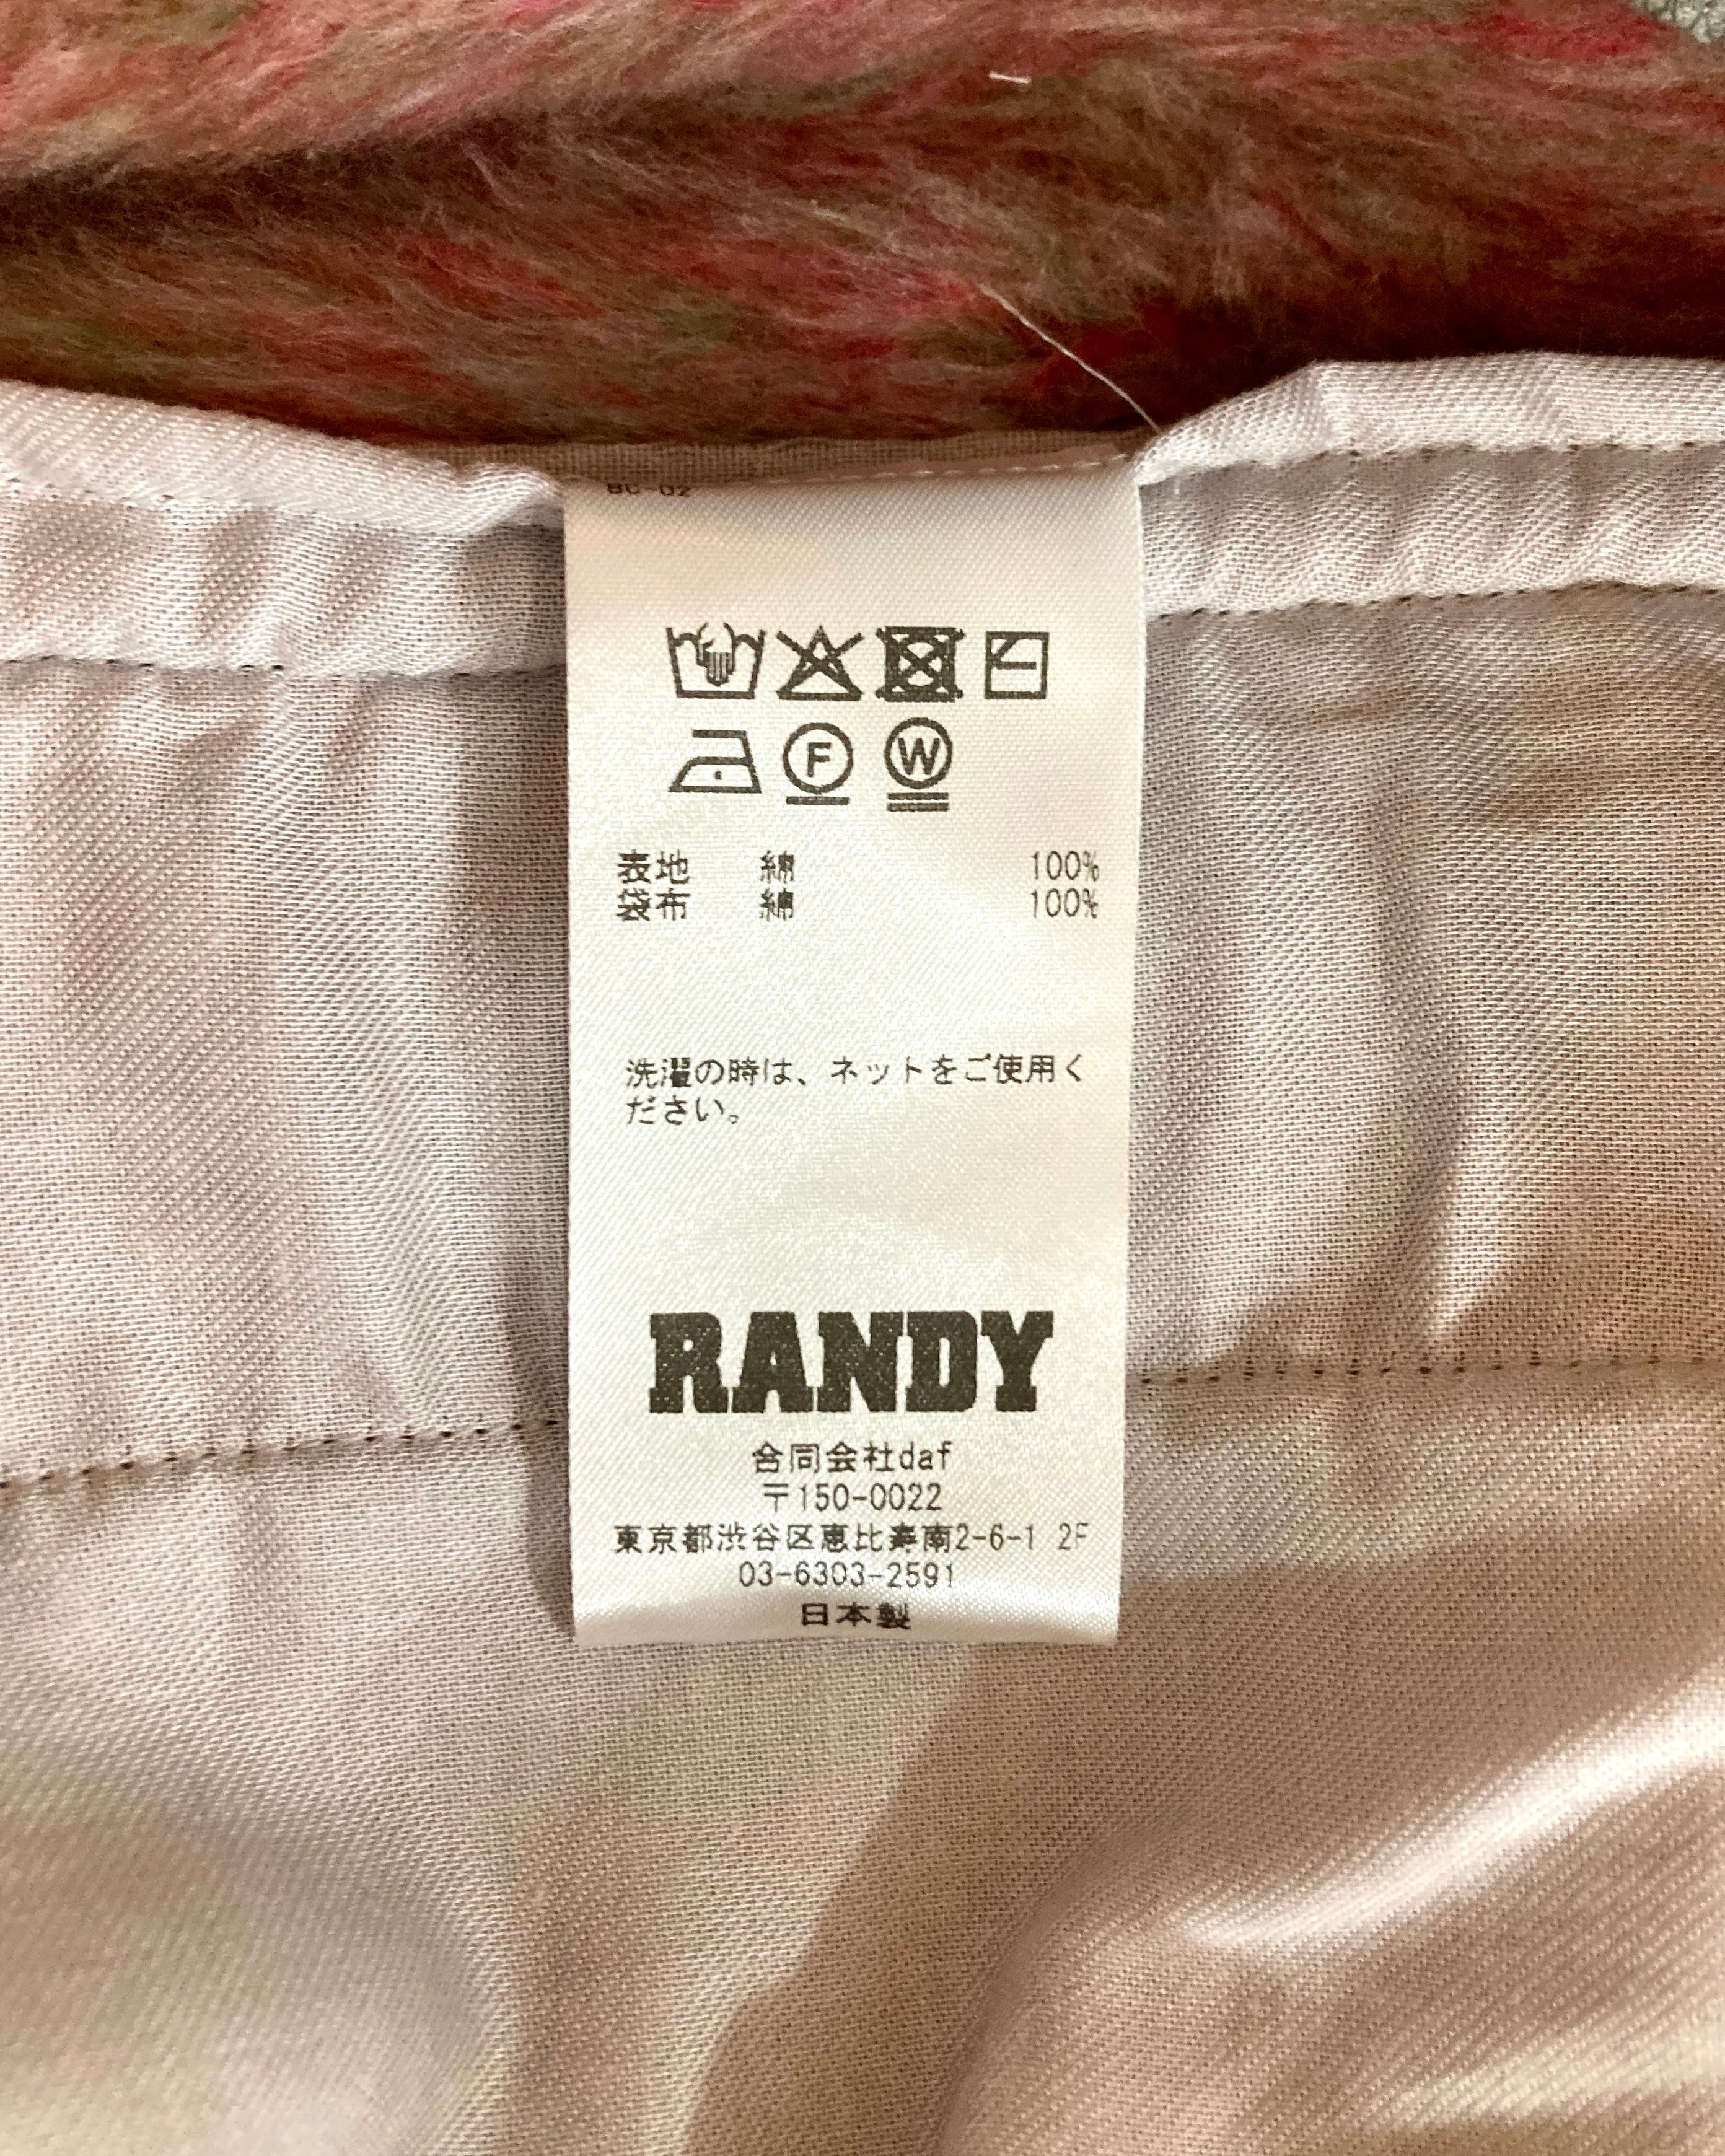 BC-02
F W
表地 綿 100%
袋布 綿 100%
洗濯の時は、ネットをご使用く
ださい。
RANDY
合同会社daf
〒150-0022
東京都渋谷区恵比寿南2-6-1 2F
03-6303-2591
日本製